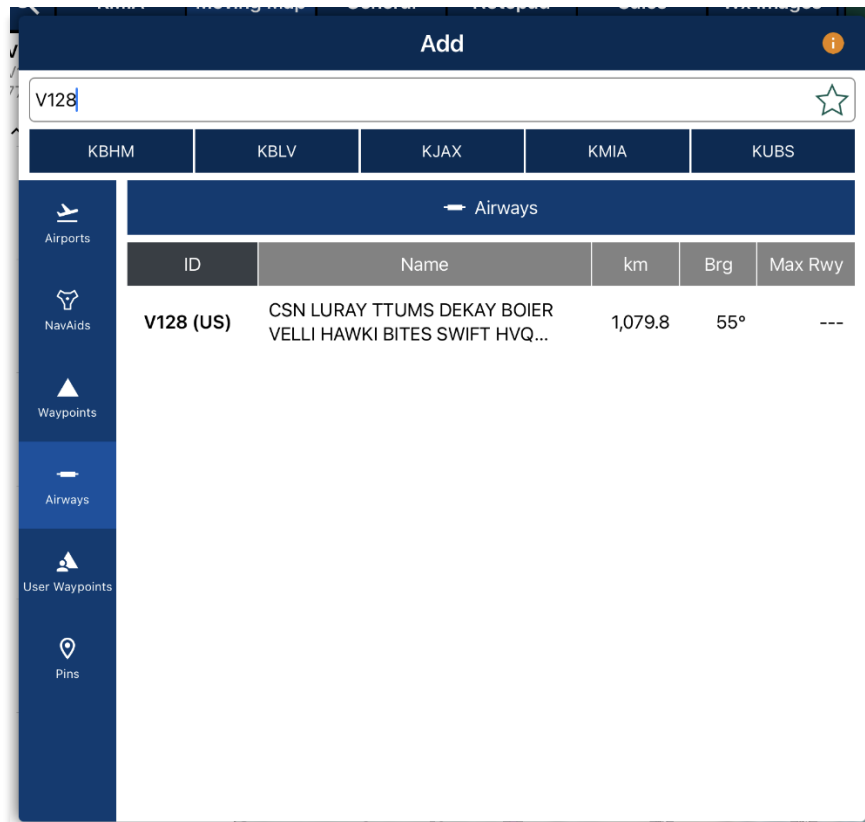 Add
V128
KBHM KBLV KJAX KMIA KUBS
Airports
NavAids
Waypoints
Airways
User Waypoints
Pins
Airways
ID Name km Brg Max Rwy
V128 (US) CSN LURAY TTUMS DEKAY BOIER 1,079.8 55° ---
VELLI HAWKI BITES SWIFT HVQ...